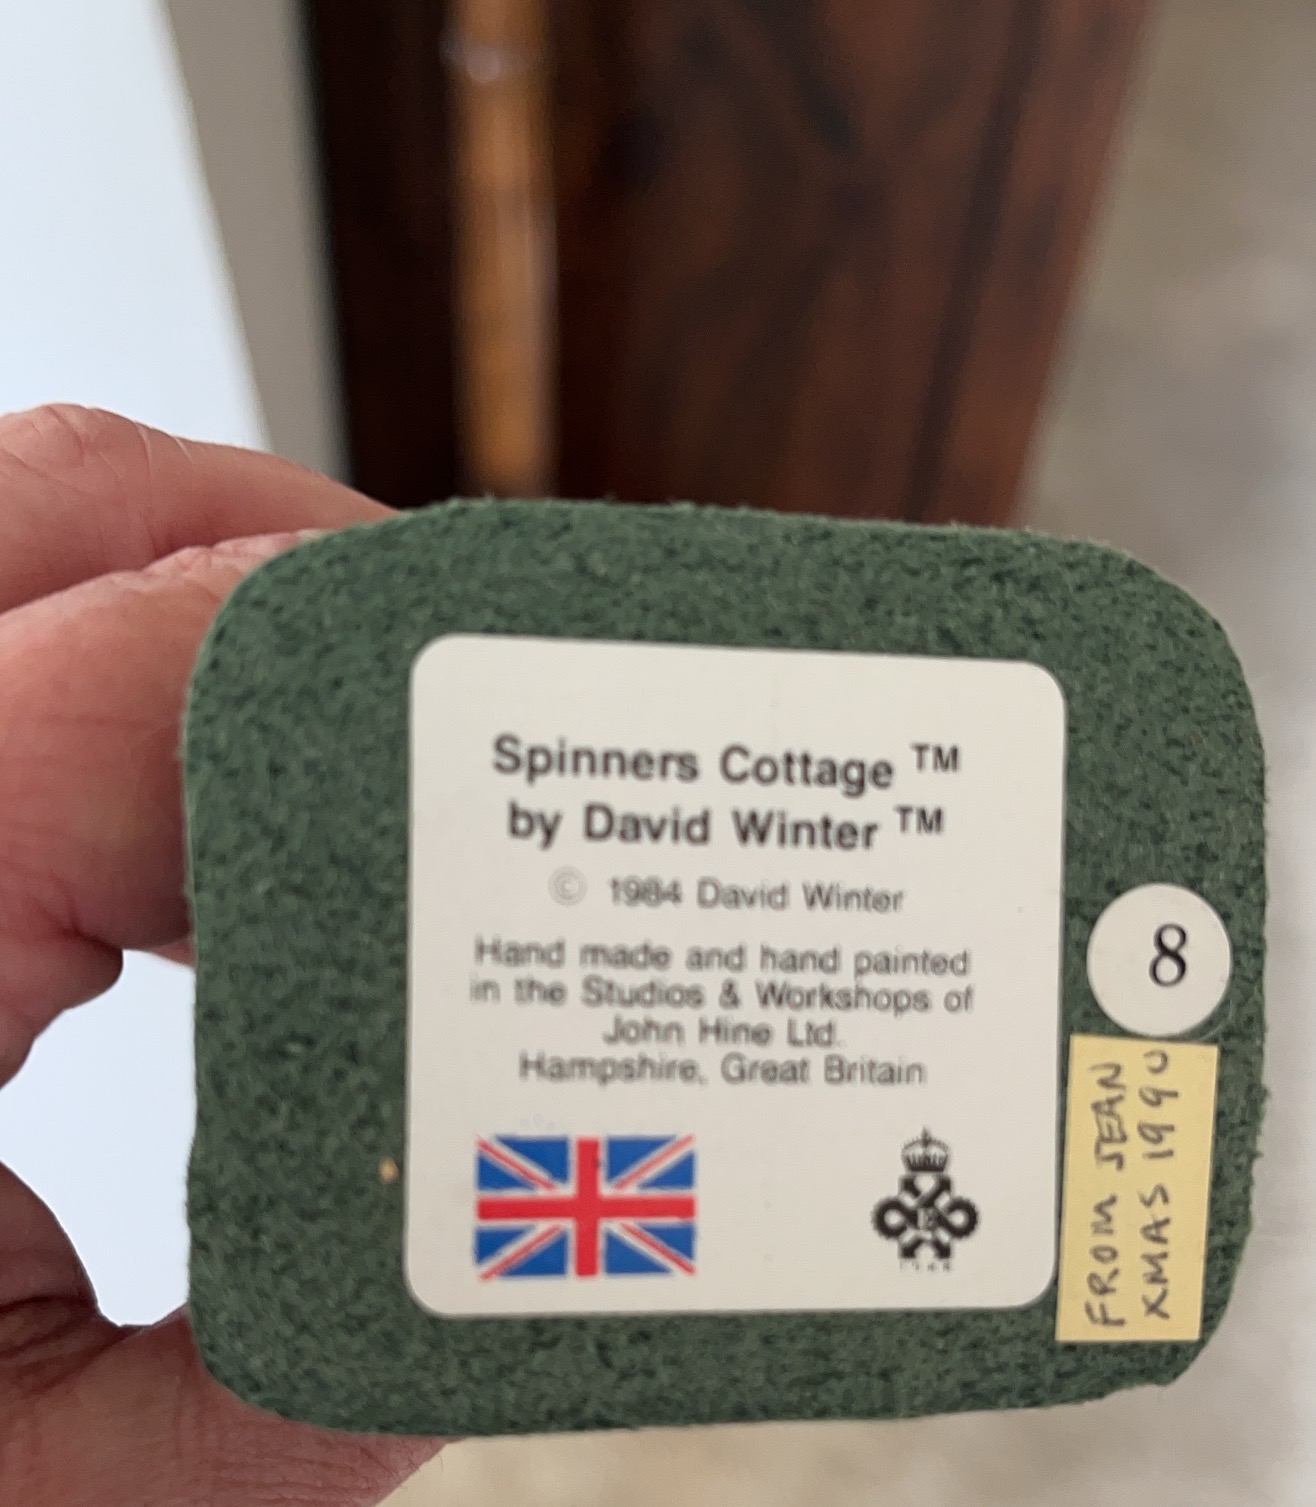 Spinners Cottage ™
by David Winter ™
© 1984 David Winter
Hand made and hand painted
in the Studios & Workshops of
John Hine Ltd.
Hampshire, Great Britain
8
FROM JEAN
XMAS 1990